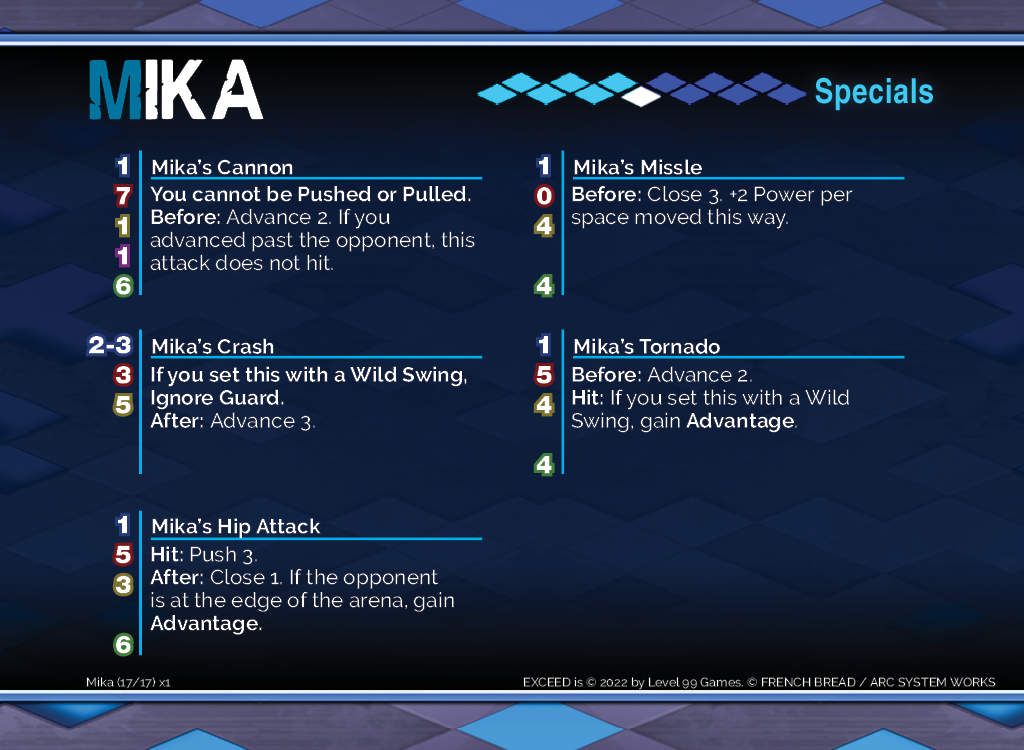 MIKA
Specials
1
Mika's Cannon
7
You cannot be Pushed or Pulled.
1
Before: Advance 2. If you
advanced past the opponent, this
1
attack does not hit.
6
1
Mika's Missle
0
Before: Close 3. +2 Power per
4
space moved this way.
4
2-3
Mika's Crash
3
If you set this with a Wild Swing,
5
Ignore Guard.
After: Advance 3.
1
Mika's Tornado
5
Before: Advance 2.
4
Hit: If you set this with a Wild
Swing, gain Advantage.
4
1
Mika's Hip Attack
5
Hit: Push 3.
3
After: Close 1. If the opponent
is at the edge of the arena, gain
Advantage.
6
Mika (17/17) x1
EXCEED is © 2022 by Level 99 Games. © FRENCH BREAD / ARC SYSTEM WORKS